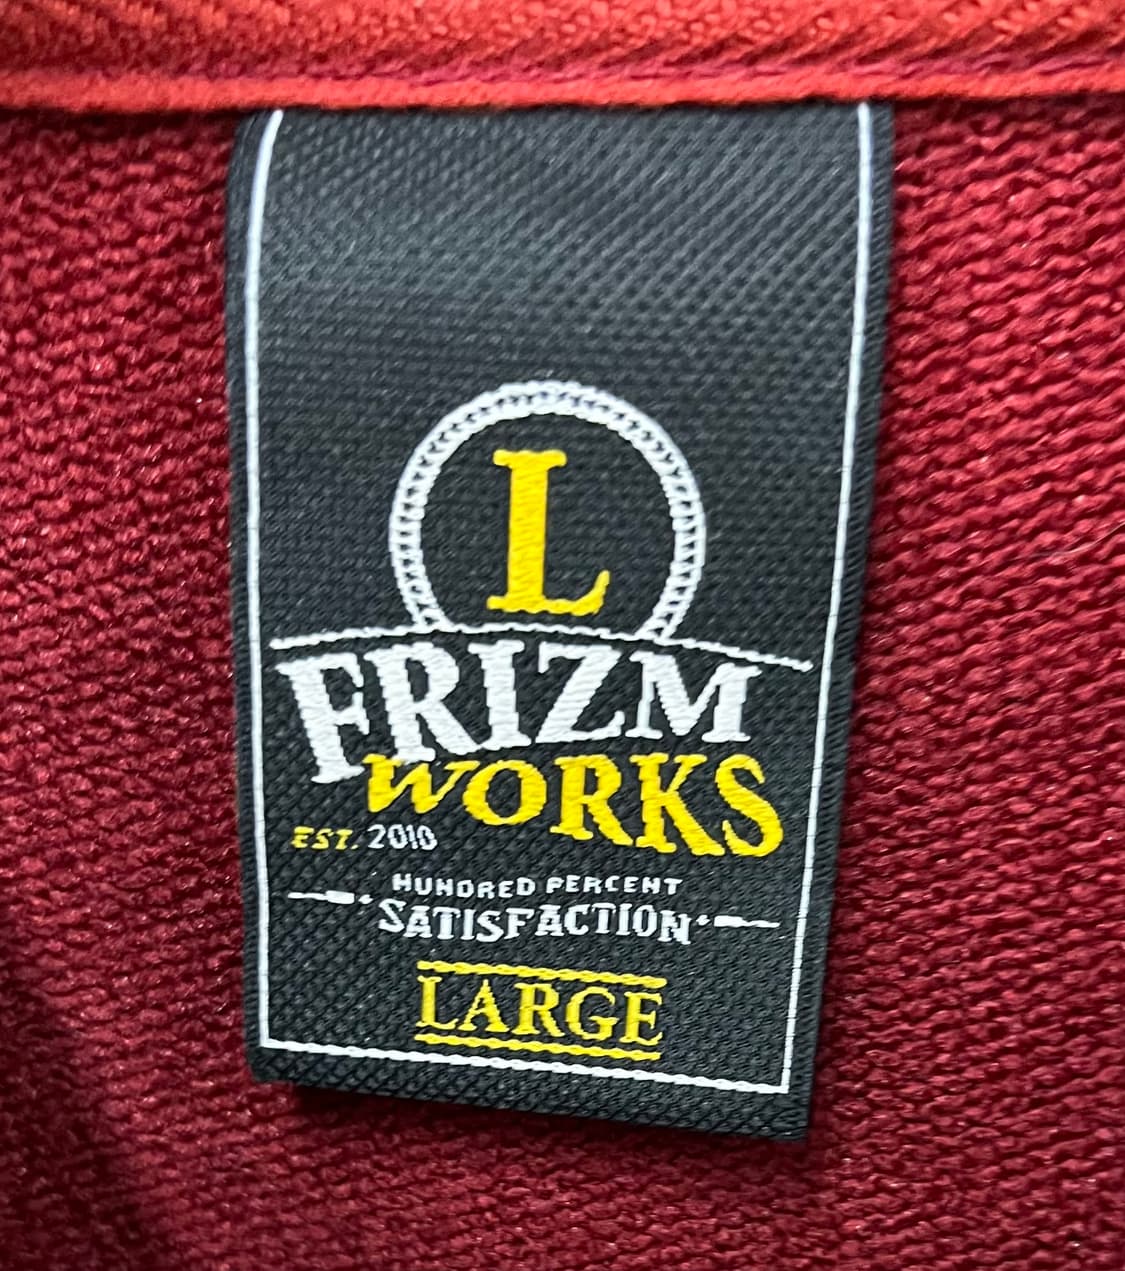 L
FRIZM
WORKS
EST. 2010
HUNDRED PERCENT
SATISFACTION
LARGE